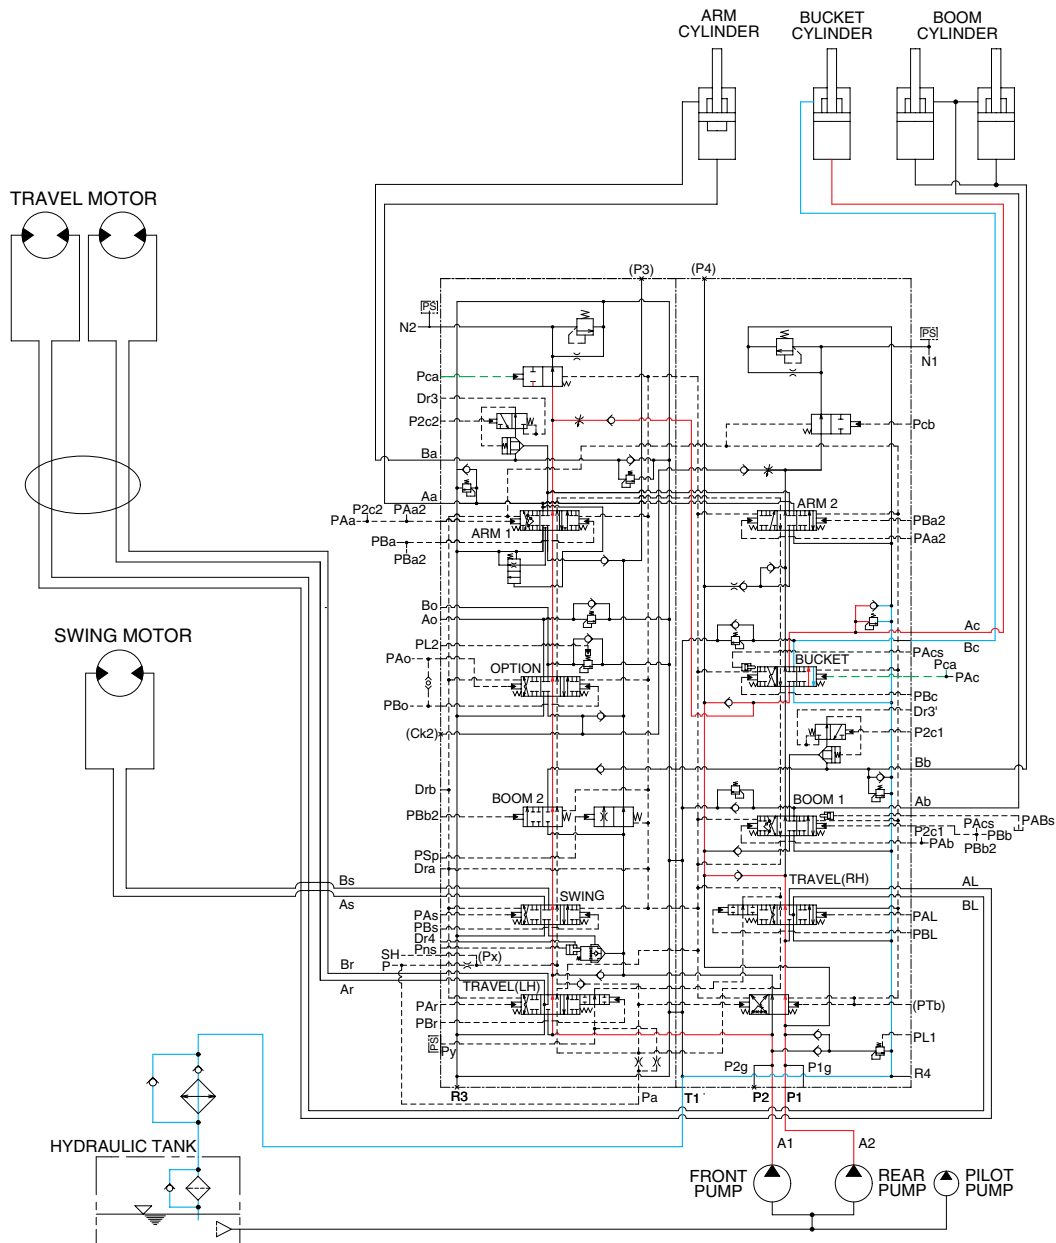 ARM
CYLINDER
BUCKET
CYLINDER
BOOM
CYLINDER
TRAVEL MOTOR
(P3)
(P4)
PS
N2
PS
N1
Pca
Dr3
P2c2
Pcb
Ba
Aa
P2c2
PAa2
PAa
ARM 1
PBa
PBa2
ARM 2
PBa2
PAa2
Bo
Ao
PL2
PAo
OPTION
PBo
(Ck2)
Ac
Bc
PAcs
Pca
BUCKET
PAc
PBc
Dr3'
P2c1
SWING MOTOR
Bb
Drb
BOOM 2
PBb2
PSp
Dra
Ab
BOOM 1
P2c1
PAcs
PABs
PBb
PAb
PBb2
TRAVEL(RH)
AL
BL
PAL
PBL
Bs
As
SWING
PAs
PBs
Dr4
Pns
SH
P
(Px)
Br
Ar
TRAVEL(LH)
PAr
PBr
PS
Py
(PTb)
PL1
P2g
P1g
R4
R3
Pa
T1
P2
P1
HYDRAULIC TANK
A1
A2
FRONT
PUMP
REAR
PUMP
PILOT
PUMP